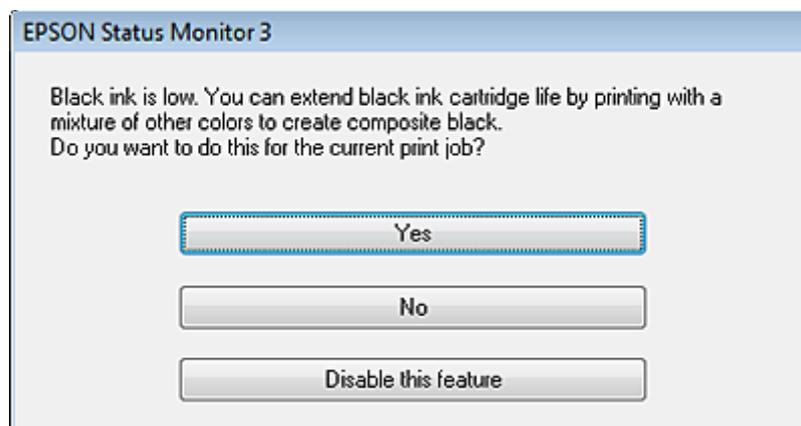 EPSON Status Monitor 3
Black ink is low. You can extend black ink cartridge life by printing with a
mixture of other colors to create composite black.
Do you want to do this for the current print job?
Yes
No
Disable this feature